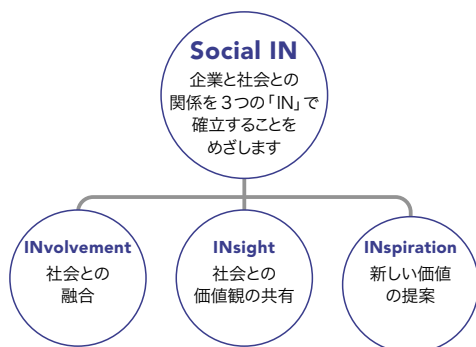 Social IN
企業と社会との
関係を3つの「IN」で
確立することを
めざします
INvolvement
社会との
融合
INsight
社会との
価値観の共有
INspiration
新しい価値
の提案